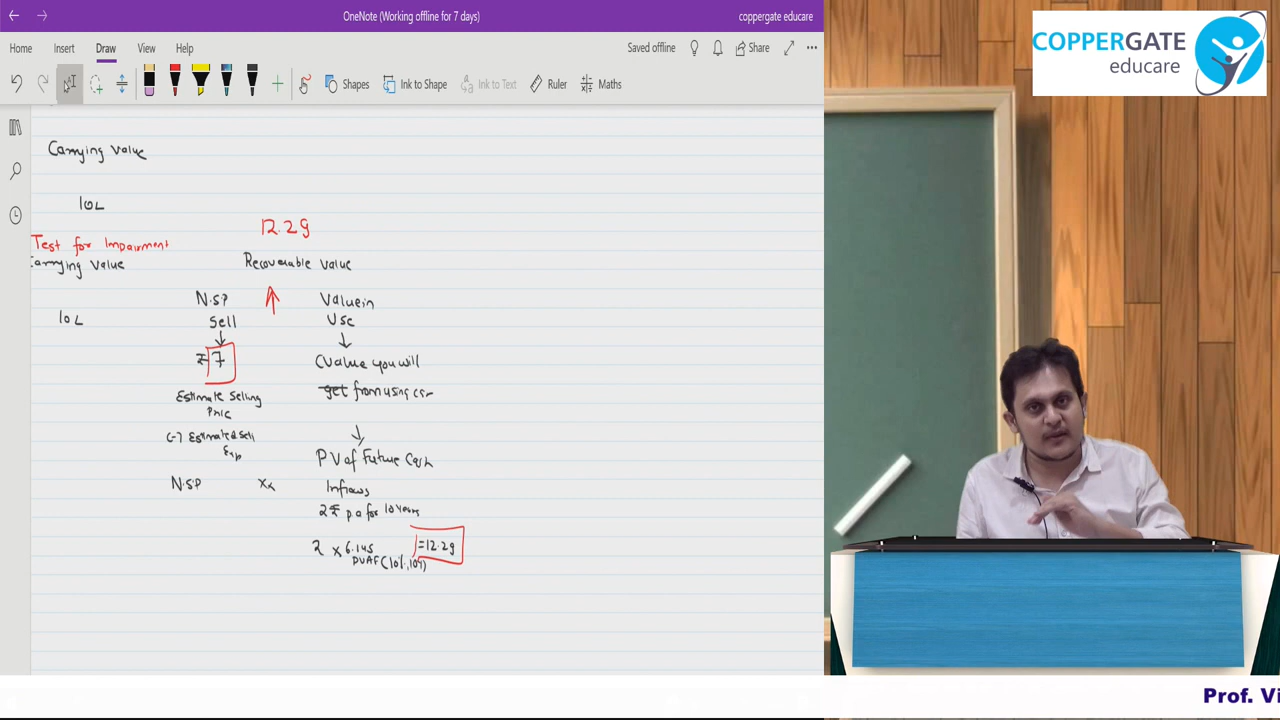 OneNote (Working offline for 7 days)
coppergate educare
Home Insert Draw View Help
Saved offline
Share
Shapes
Ink to Shape
Ink to Text
Ruler
Maths
COPPERGATE
educare
Carrying Value
10L
12.29
Test for Impairment
Carrying Value
Recoverable Value
N.SP
Value in
10L
Sell
Use
₹ 7
(Value you will
get from using car
Estimate Selling
Price
(-) Estimated Sell
Exp
PV of Future Cash
N.SP xx
Inflows
2₹ p.a for 10 years
2 x 6.145 =12.29
PVAF (10%,10Y)
Prof. Vi